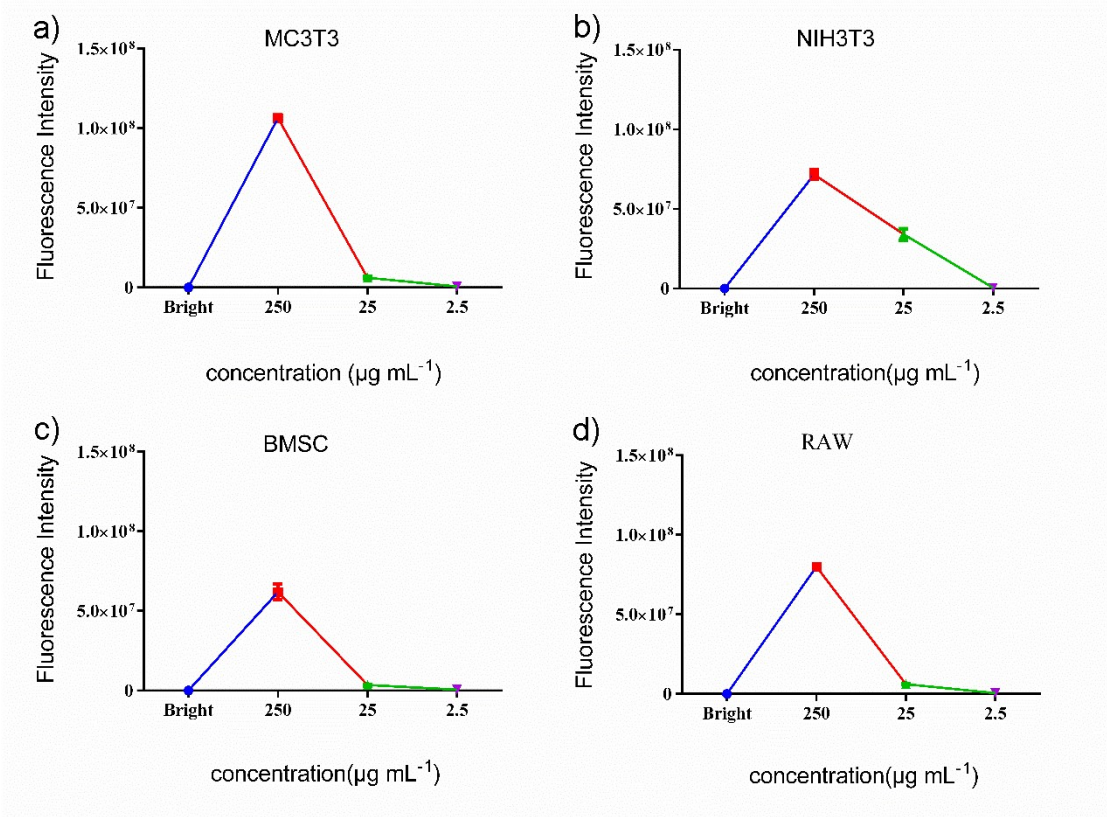 a)
MC3T3
Fluorescence Intensity
1.5×10⁸
1.0×10⁸
5.0×10⁷
0
Bright 250 25 2.5
concentration (µg mL⁻¹)
b)
NIH3T3
Fluorescence Intensity
1.5×10⁸
1.0×10⁸
5.0×10⁷
0
Bright 250 25 2.5
concentration(µg mL⁻¹)
c)
BMSC
Fluorescence Intensity
1.5×10⁸
1.0×10⁸
5.0×10⁷
0
Bright 250 25 2.5
concentration(µg mL⁻¹)
d)
RAW
Fluorescence Intensity
1.5×10⁸
1.0×10⁸
5.0×10⁷
0
Bright 250 25 2.5
concentration(µg mL⁻¹)